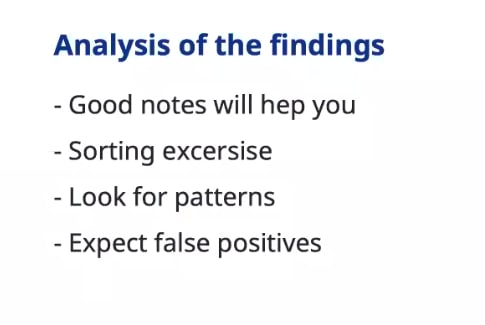 Analysis of the findings
- Good notes will hep you
- Sorting excersise
- Look for patterns
- Expect false positives